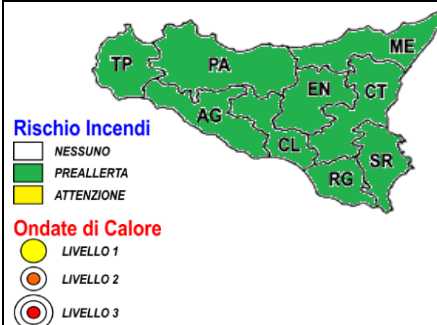 ME
TP
PA
EN
CT
AG
CL
SR
RG
Rischio Incendi
NESSUNO
PREALLERTA
ATTENZIONE
Ondate di Calore
LIVELLO 1
LIVELLO 2
LIVELLO 3